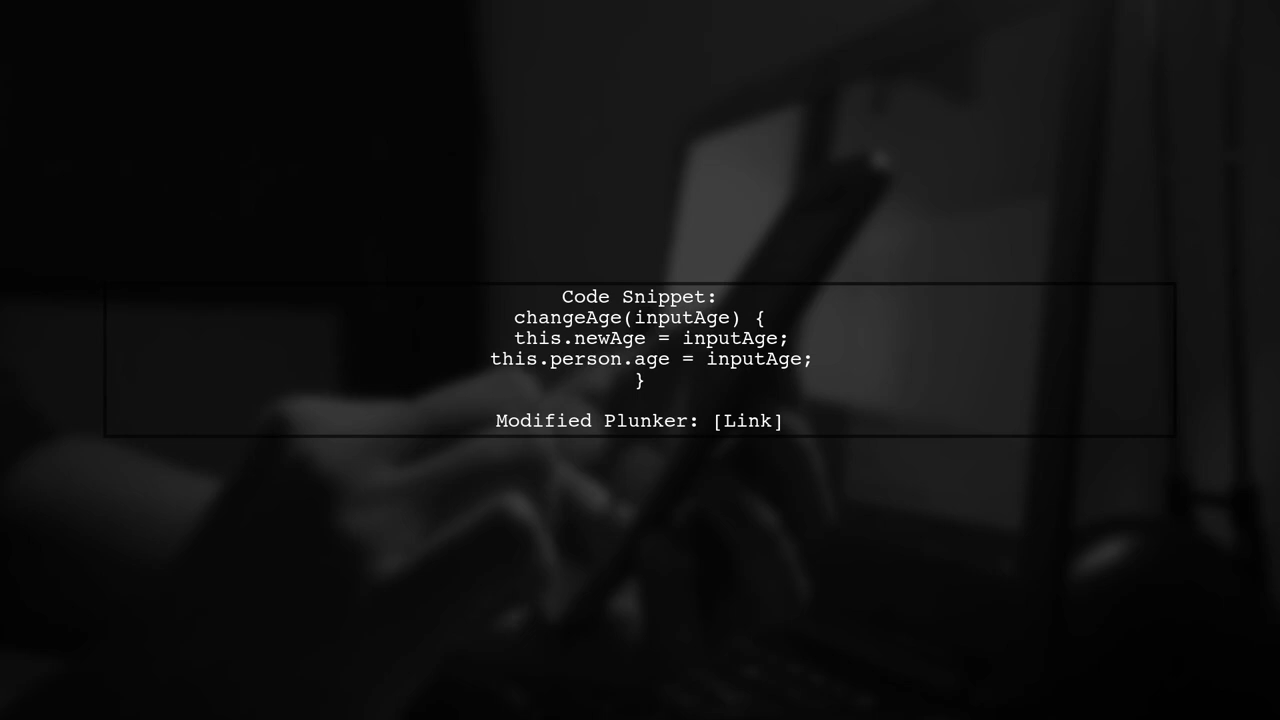 Code Snippet:
changeAge(inputAge) {
this.newAge = inputAge;
this.person.age = inputAge;
}
Modified Plunker: [Link]